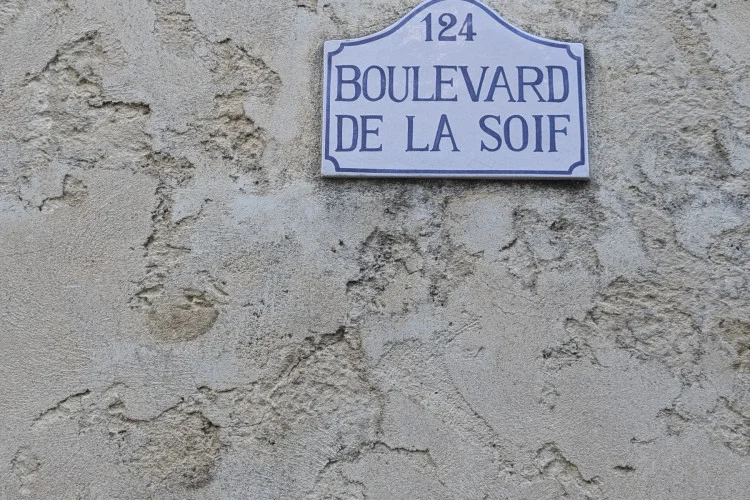 124
BOULEVARD
DE LA SOIF